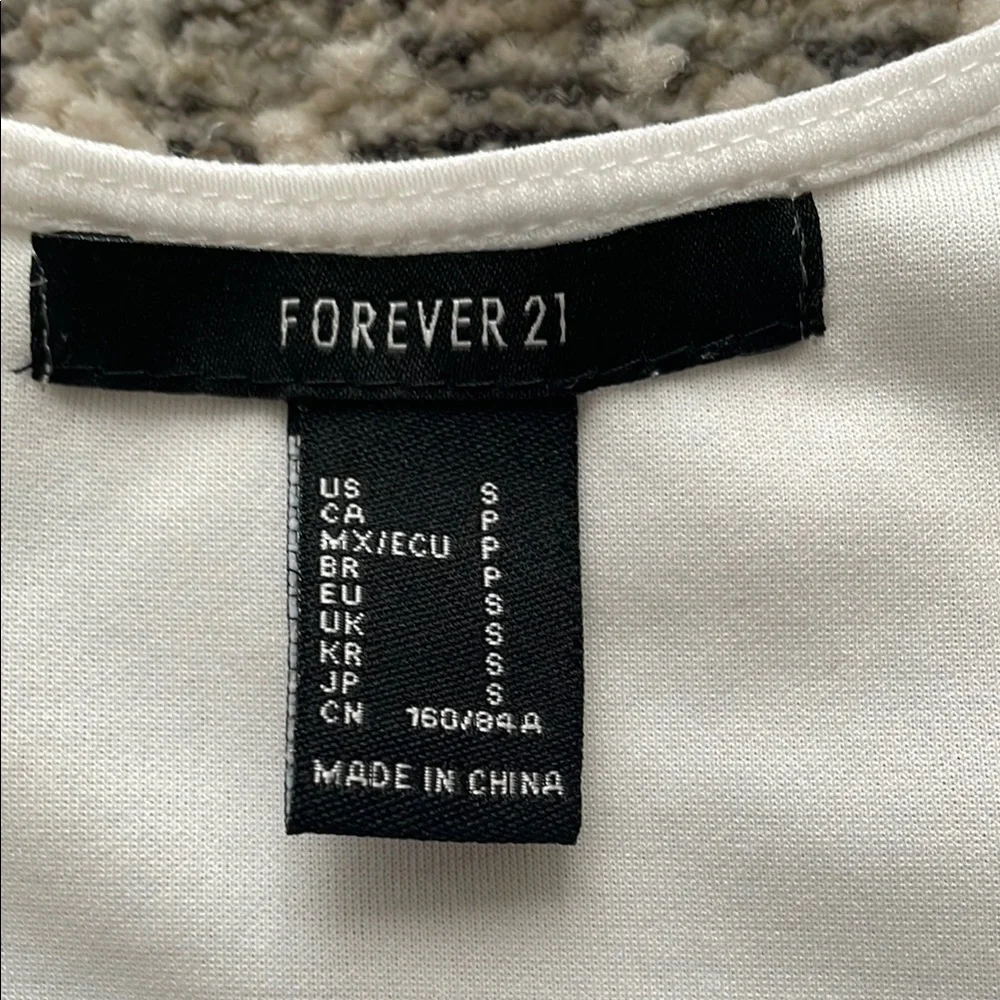 FOREVER 21
US S
CA P
MX/ECU P
BR P
EU S
UK S
KR S
JP S
CN 160/84A
MADE IN CHINA